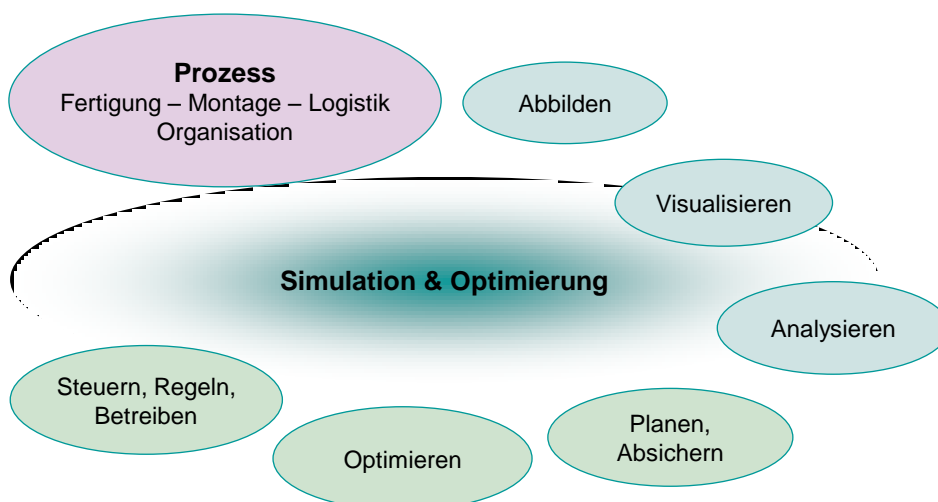 Prozess
Fertigung – Montage – Logistik
Organisation
Abbilden
Visualisieren
Simulation & Optimierung
Analysieren
Steuern, Regeln,
Betreiben
Optimieren
Planen,
Absichern